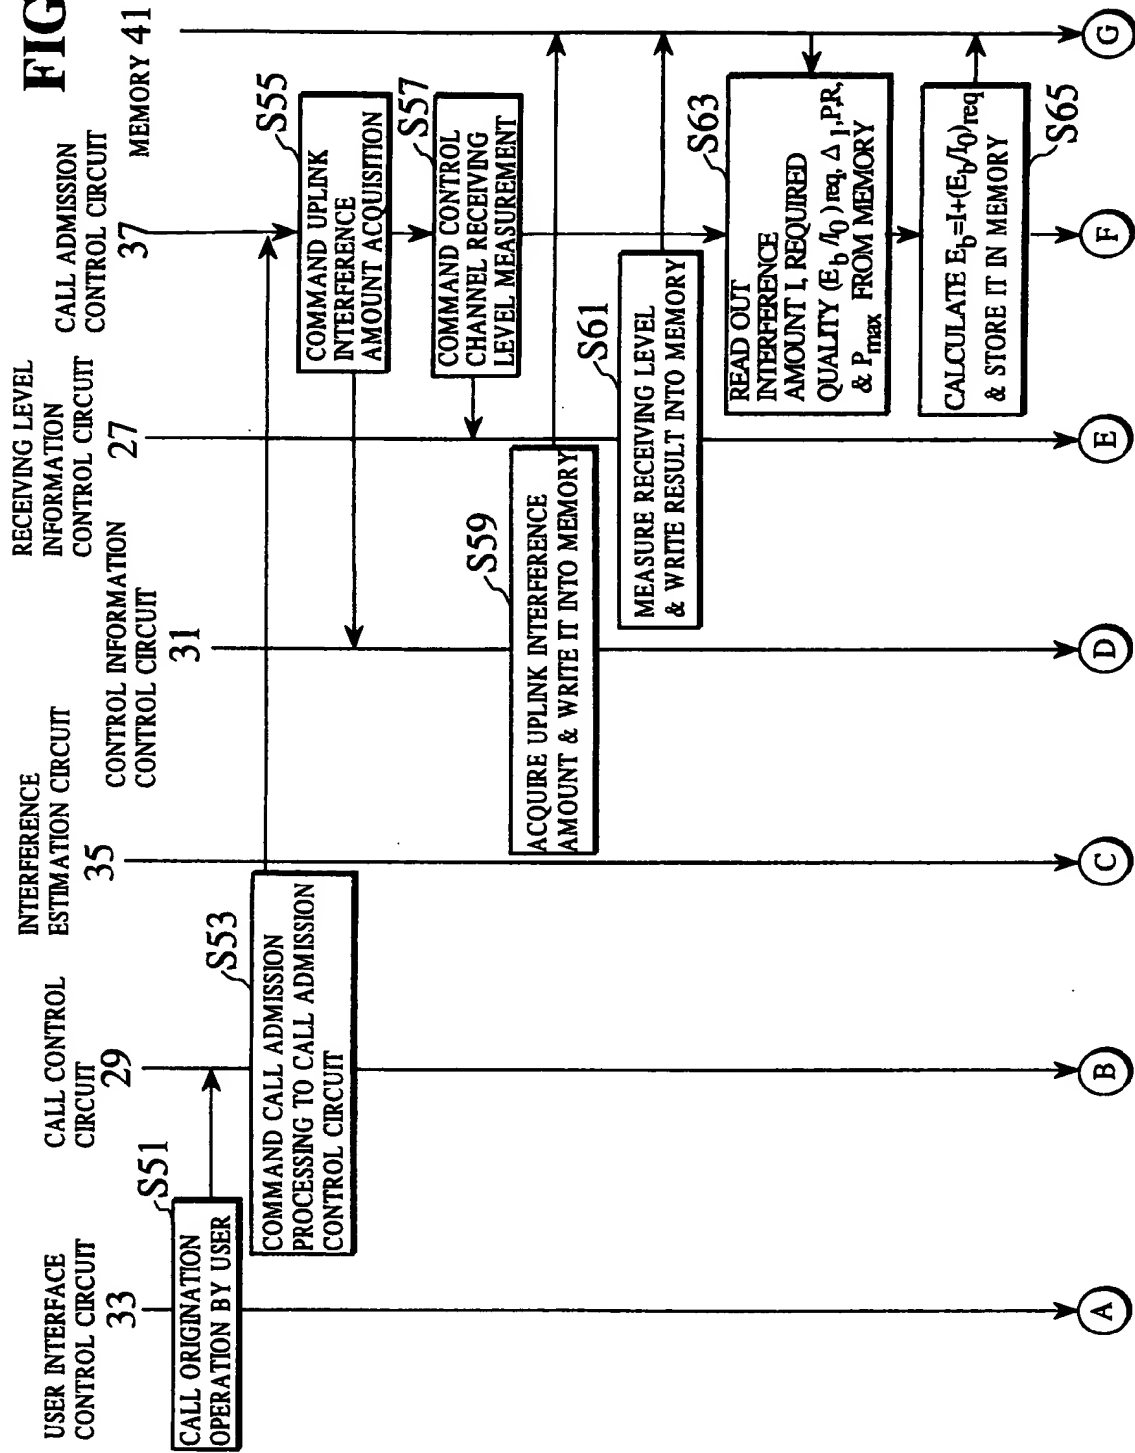 FIG
USER INTERFACE
CONTROL CIRCUIT
33
CALL CONTROL
CIRCUIT
29
INTERFERENCE
ESTIMATION CIRCUIT
35
CONTROL INFORMATION
CONTROL CIRCUIT
31
RECEIVING LEVEL
INFORMATION
CONTROL CIRCUIT
27
CALL ADMISSION
CONTROL CIRCUIT
37
MEMORY 41
S51
CALL ORIGINATION
OPERATION BY USER
S53
COMMAND CALL ADMISSION
PROCESSING TO CALL ADMISSION
CONTROL CIRCUIT
S55
COMMAND UPLINK
INTERFERENCE
AMOUNT ACQUISITION
S57
COMMAND CONTROL
CHANNEL RECEIVING
LEVEL MEASUREMENT
S59
ACQUIRE UPLINK INTERFERENCE
AMOUNT & WRITE IT INTO MEMORY
S61
MEASURE RECEIVING LEVEL
& WRITE RESULT INTO MEMORY
S63
READ OUT
INTERFERENCE
AMOUNT I, REQUIRED
QUALITY (E_b/I_0)req, Δ_I, P,R,
& P_max FROM MEMORY
CALCULATE E_b=I+(E_b/I_0)req
& STORE IT IN MEMORY
S65
A
B
C
D
E
F
G